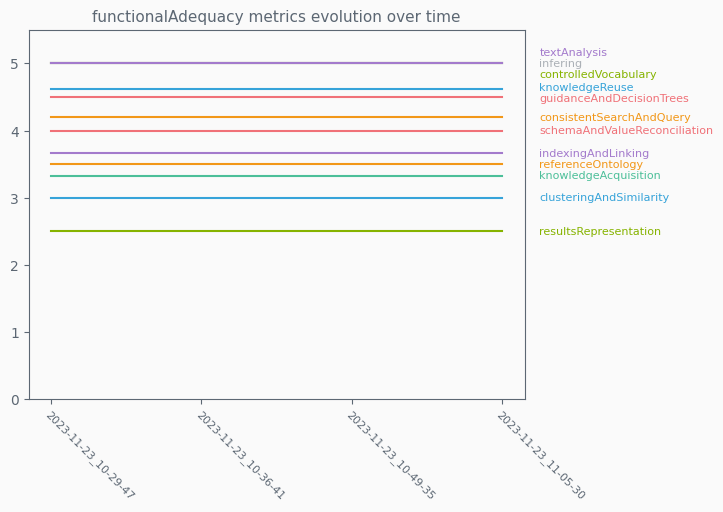 functionalAdequacy metrics evolution over time
5
4
3
2
1
0
textAnalysis
infering
controlledVocabulary
knowledgeReuse
guidanceAndDecisionTrees
consistentSearchAndQuery
schemaAndValueReconciliation
indexingAndLinking
referenceOntology
knowledgeAcquisition
clusteringAndSimilarity
resultsRepresentation
2023-11-23_10-29-47
2023-11-23_10-36-41
2023-11-23_10-49-35
2023-11-23_11-05-30